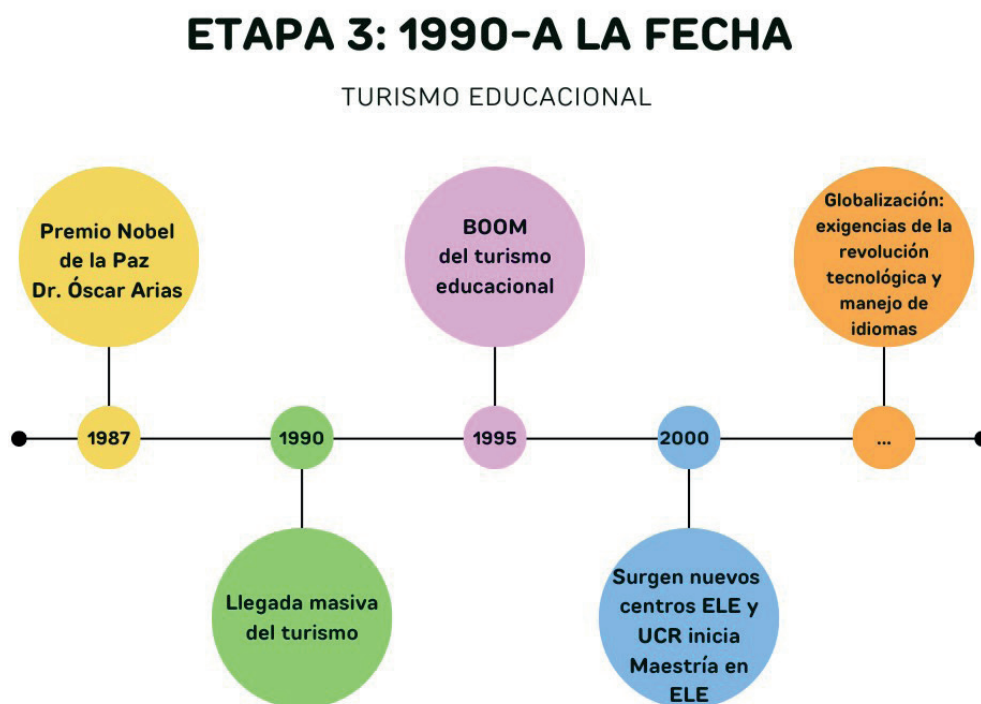 ETAPA 3: 1990-A LA FECHA
TURISMO EDUCACIONAL
Premio Nobel
de la Paz
Dr. Óscar Arias
BOOM
del turismo
educacional
Globalización:
exigencias de la
revolución
tecnológica y
manejo de
idiomas
1987
1990
1995
2000
...
Llegada masiva
del turismo
Surgen nuevos
centros ELE y
UCR inicia
Maestría en
ELE